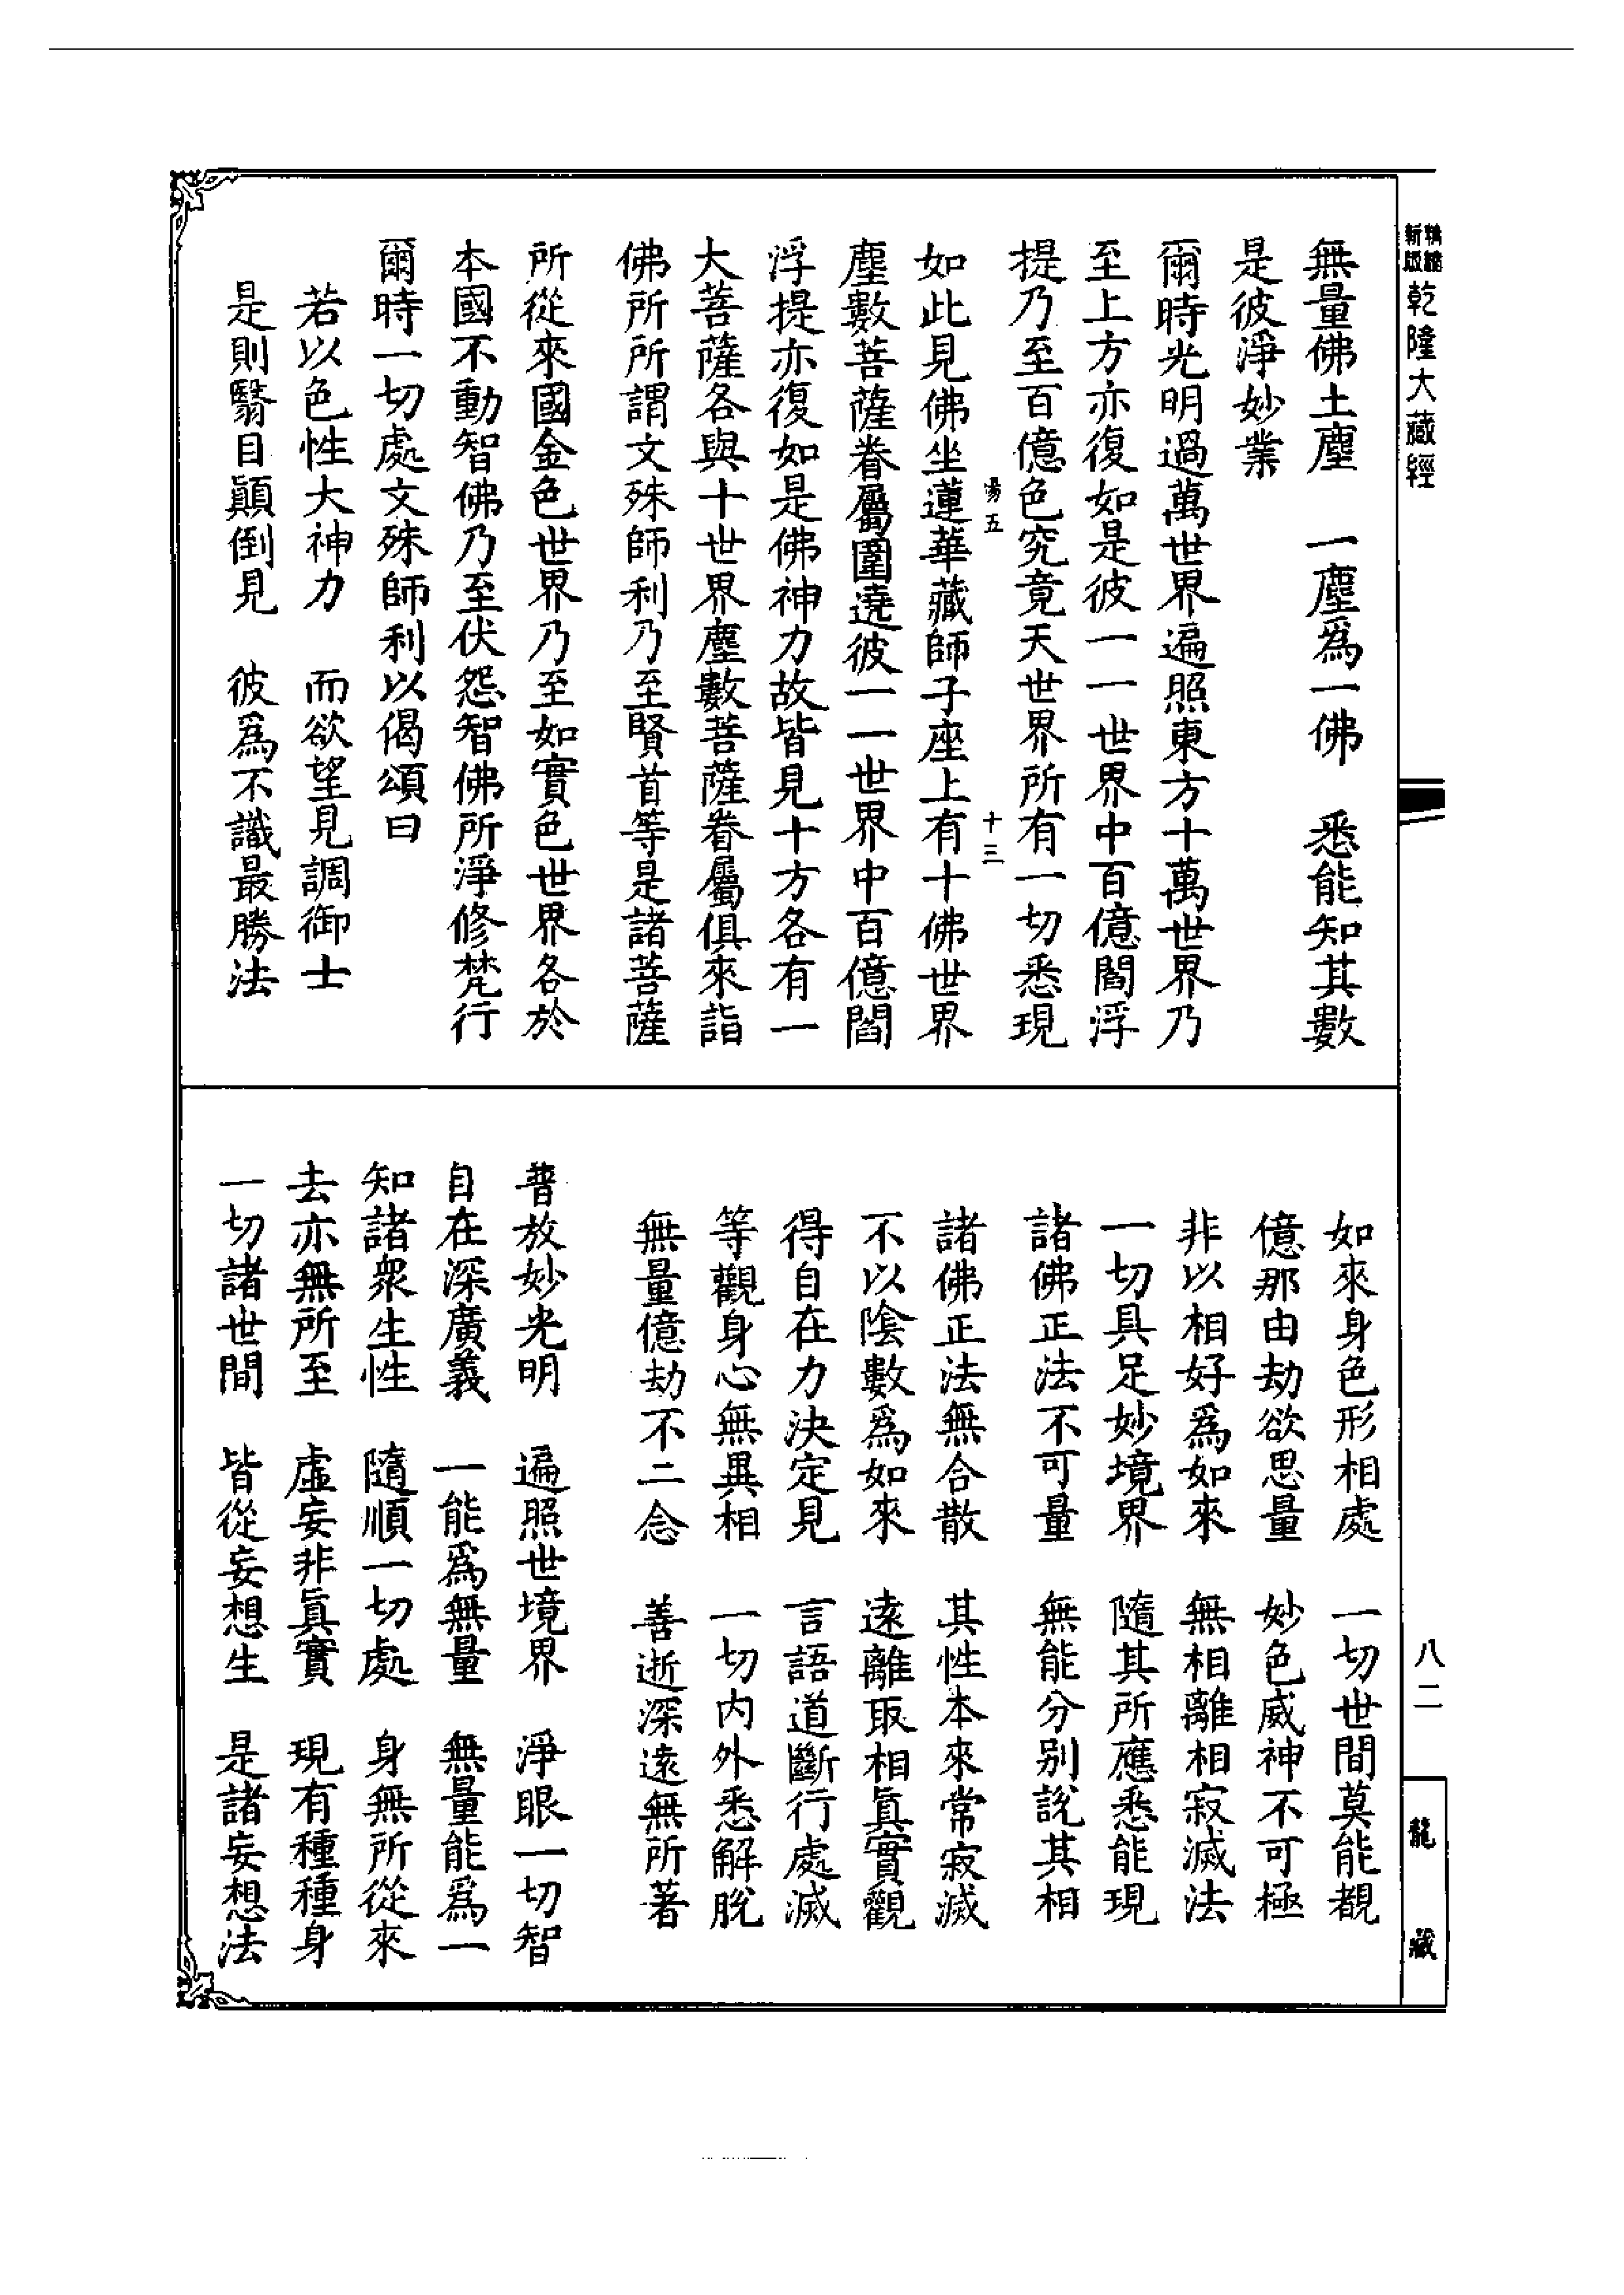 新版精縮乾隆大藏經
無量佛土塵　一塵爲一佛　悉能知其數
是彼淨妙業
爾時光明過萬世界遍照東方十萬世界乃
至上方亦復如是彼一一世界中百億閻浮
提乃至百億色究竟天世界所有一切悉現
十三
如此見佛坐蓮華藏師子座上有十佛世界
塵數菩薩眷屬圍遶彼一一世界中百億閻
浮提亦復如是佛神力故皆見十方各有一
大菩薩各與十世界塵數菩薩眷屬俱來詣
佛所所謂文殊師利乃至賢首等是諸菩薩
所從來國金色世界乃至如實色世界各於
本國不動智佛乃至伏怨智佛所淨修梵行
爾時一切處文殊師利以偈頌曰
若以色性大神力　而欲望見調御士
是則翳目顚倒見　彼爲不識最勝法
八二
龍藏
如來身色形相處　一切世間莫能覩
億那由劫欲思量　妙色威神不可極
非以相好爲如來　無相離相寂滅法
一切具足妙境界　隨其所應悉能現
諸佛正法不可量　無能分别說其相
諸佛正法無合散　其性本來常寂滅
不以陰數爲如來　遠離取相眞實觀
得自在力決定見　言語道斷行處滅
等觀身心無異相　一切内外悉解脫
無量億劫不二念　善逝深遠無所著
普放妙光明　遍照世境界　淨眼一切智
自在深廣義　一能爲無量　無量能爲一
知諸衆生性　隨順一切處　身無所從來
去亦無所至　虛妄非眞實　現有種種身
一切諸世間　皆從妄想生　是諸妄想法